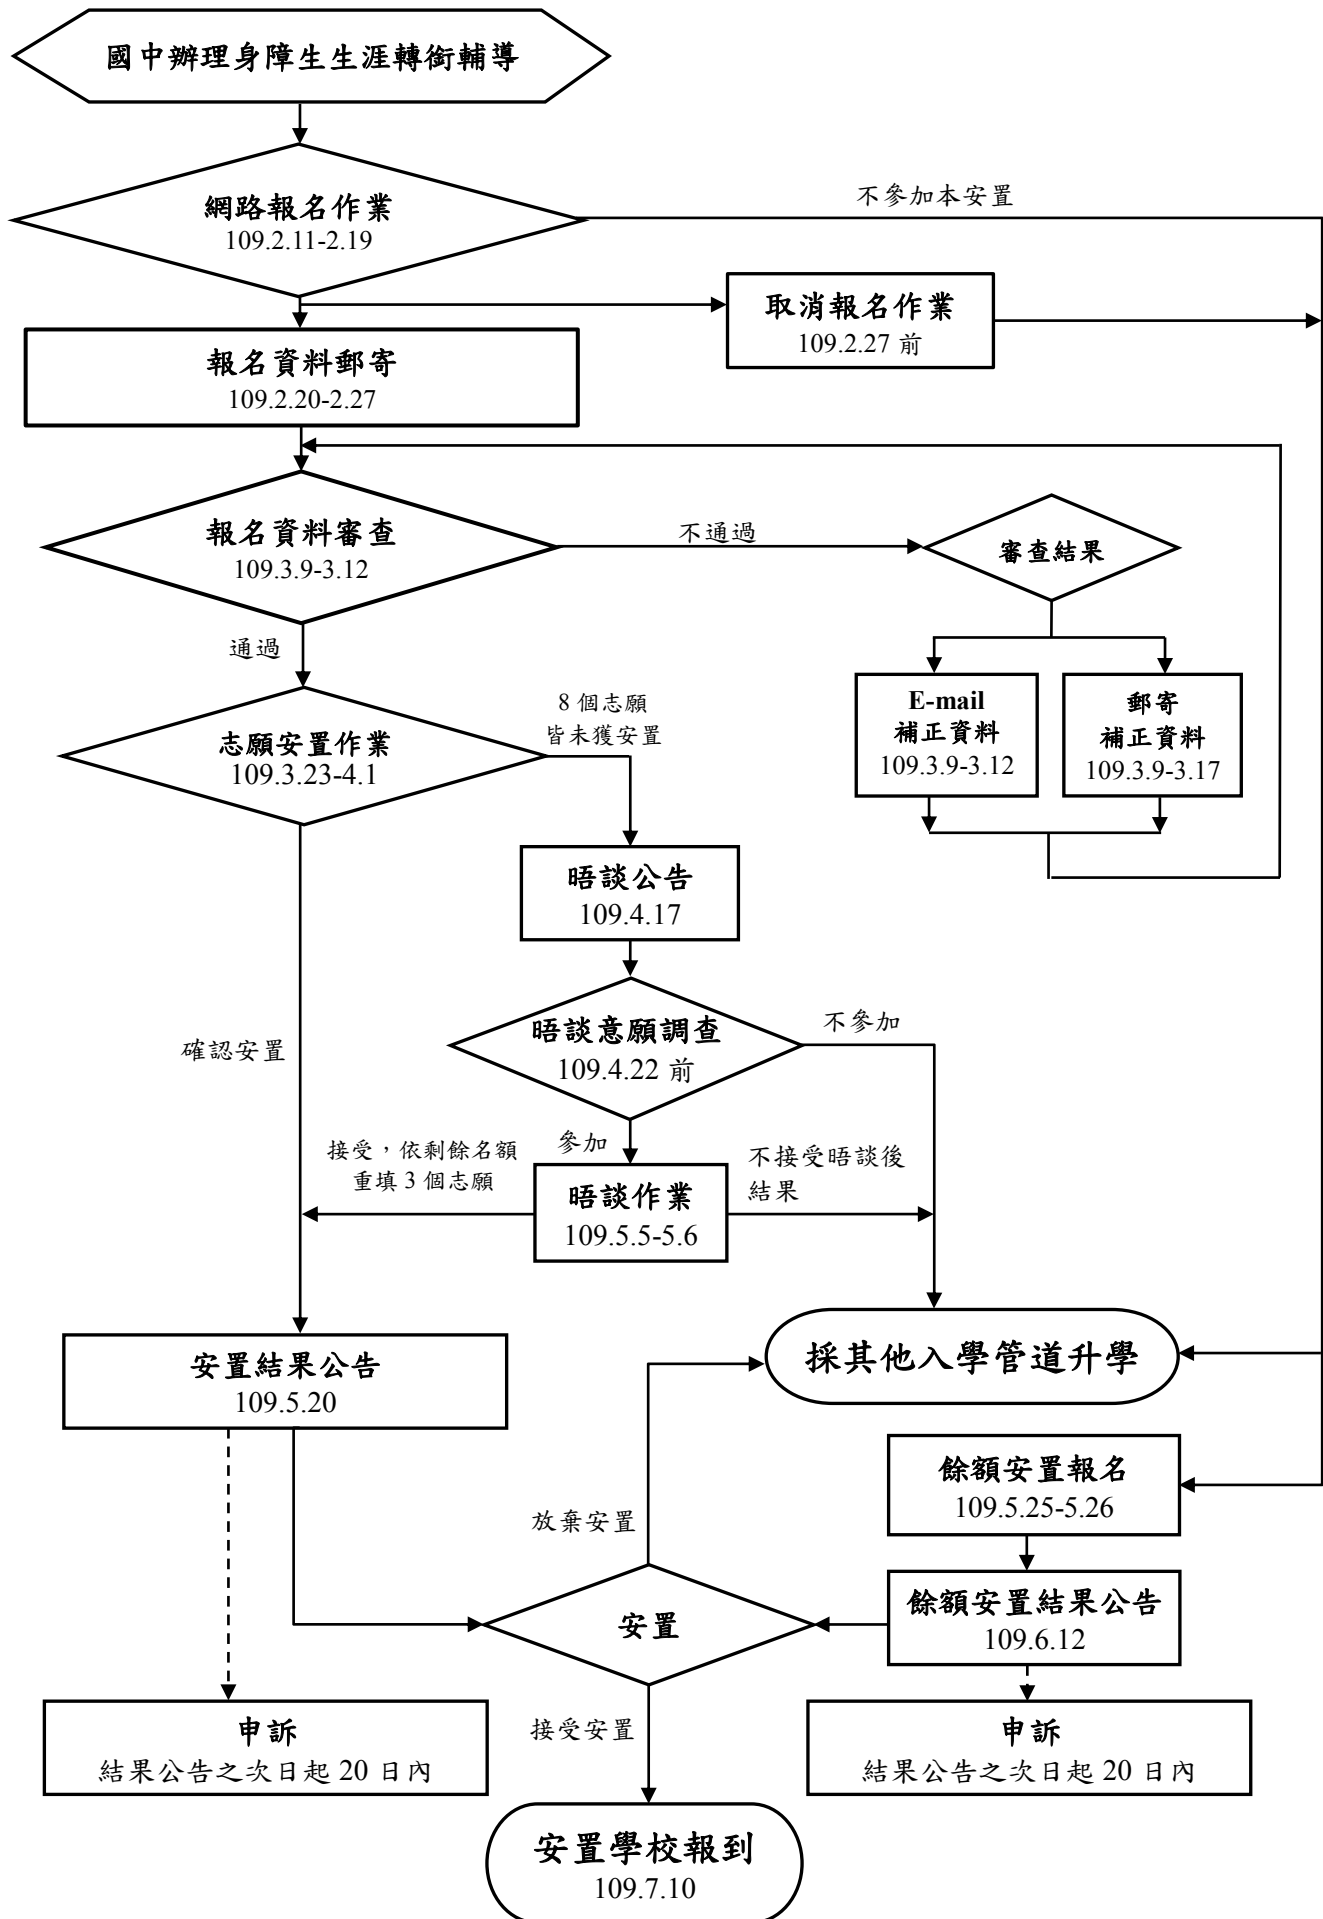 國中辦理身障生生涯轉銜輔導
網路報名作業
109.2.11-2.19
不參加本安置
取消報名作業
109.2.27 前
報名資料郵寄
109.2.20-2.27
報名資料審查
109.3.9-3.12
不通過
審查結果
通過
E-mail
補正資料
109.3.9-3.12
郵寄
補正資料
109.3.9-3.17
志願安置作業
109.3.23-4.1
8 個志願
皆未獲安置
晤談公告
109.4.17
晤談意願調查
109.4.22 前
不參加
確認安置
參加
接受，依剩餘名額
重填 3 個志願
晤談作業
109.5.5-5.6
不接受晤談後
結果
安置結果公告
109.5.20
採其他入學管道升學
餘額安置報名
109.5.25-5.26
放棄安置
安置
餘額安置結果公告
109.6.12
申訴
結果公告之次日起 20 日內
接受安置
申訴
結果公告之次日起 20 日內
安置學校報到
109.7.10